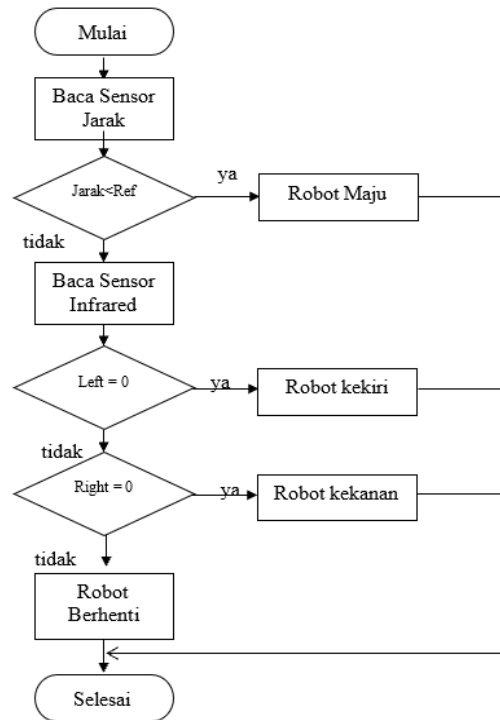 Mulai
Baca Sensor
Jarak
Jarak<Ref
ya
Robot Maju
tidak
Baca Sensor
Infrared
Left = 0
ya
Robot kekiri
tidak
Right = 0
ya
Robot kekanan
tidak
Robot
Berhenti
Selesai